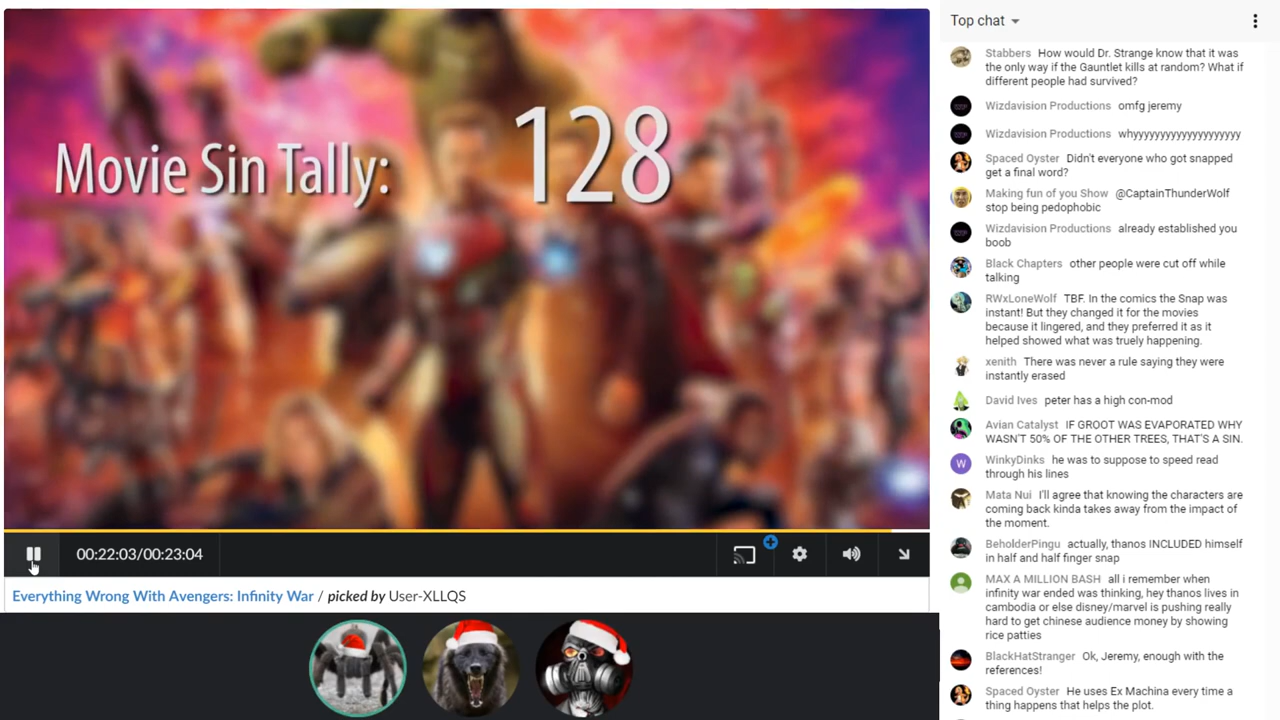 Movie Sin Tally: 128
00:22:03/00:23:04
Everything Wrong With Avengers: Infinity War / picked by User-XLLQS
Top chat
Stabbers How would Dr. Strange know that it was
the only way if the Gauntlet kills at random? What if
different people had survived?
Wizdavision Productions omfg jeremy
Wizdavision Productions whyyyyyyyyyyyyyyyyyyy
Spaced Oyster Didn't everyone who got snapped
get a final word?
Making fun of you Show @CaptainThunderWolf
stop being pedophobic
Wizdavision Productions already established you
boob
Black Chapters other people were cut off while
talking
RWxLoneWolf TBF. In the comics the Snap was
instant! But they changed it for the movies
because it lingered, and they preferred it as it
helped showed what was truely happening.
xenith There was never a rule saying they were
instantly erased
David Ives peter has a high con-mod
Avian Catalyst IF GROOT WAS EVAPORATED WHY
WASN'T 50% OF THE OTHER TREES, THAT'S A SIN.
W
WinkyDinks he was to suppose to speed read
through his lines
Mata Nui I'll agree that knowing the characters are
coming back kinda takes away from the impact of
the moment.
BeholderPingu actually, thanos INCLUDED himself
in half and half finger snap
MAX A MILLION BASH all i remember when
infinity war ended was thinking, hey thanos lives in
cambodia or else disney/marvel is pushing really
hard to get chinese audience money by showing
rice patties
BlackHatStranger Ok, Jeremy, enough with the
references!
Spaced Oyster He uses Ex Machina every time a
thing happens that helps the plot.